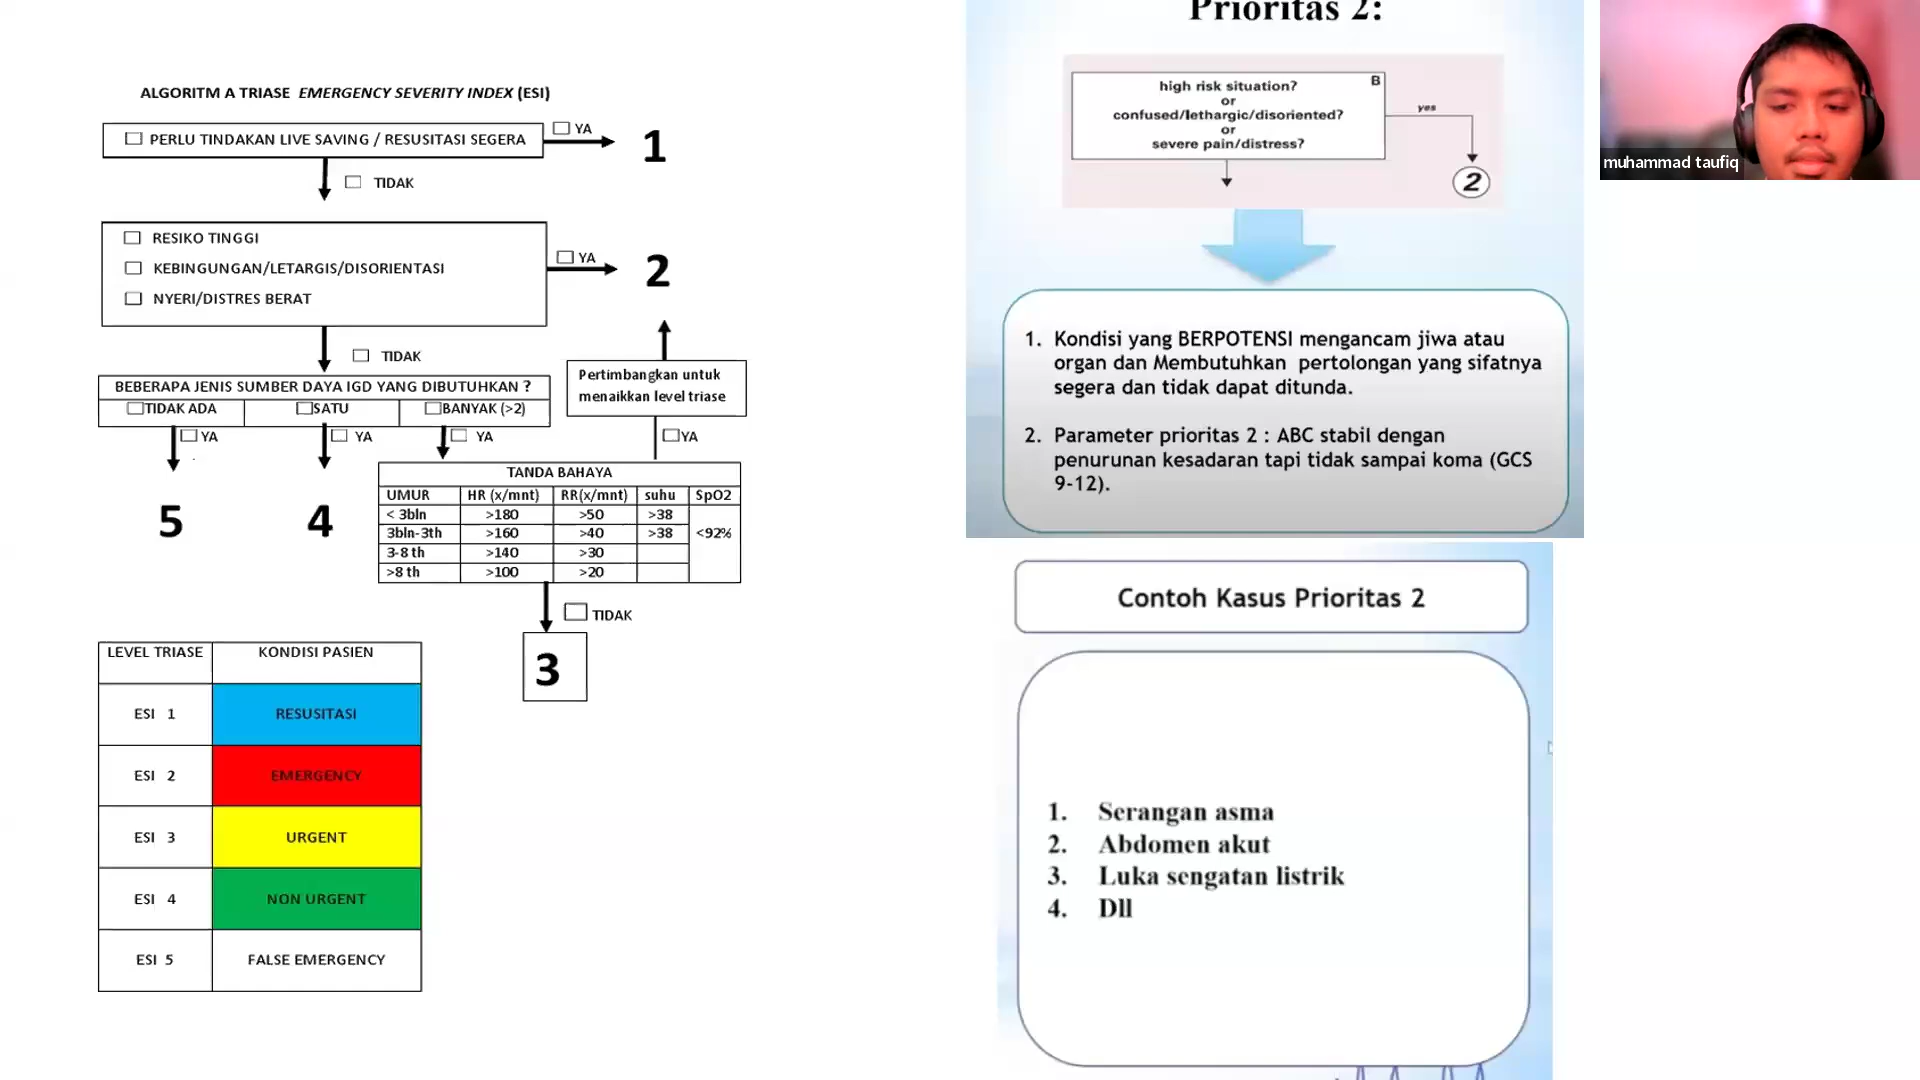 ALGORITM A TRIASE EMERGENCY SEVERITY INDEX (ESI)
PERLU TINDAKAN LIVE SAVING / RESUSITASI SEGERA
YA
1
TIDAK
RESIKO TINGGI
KEBINGUNGAN/LETARGIS/DISORIENTASI
NYERI/DISTRES BERAT
YA
2
TIDAK
BEBERAPA JENIS SUMBER DAYA IGD YANG DIBUTUHKAN ?
TIDAK ADA SATU BANYAK (>2)
YA YA YA
Pertimbangkan untuk
menaikkan level triase
YA
5
4
TANDA BAHAYA
UMUR HR (x/mnt) RR(x/mnt) suhu SpO2
< 3bln >180 >50 >38
3bln-3th >160 >40 >38 <92%
3-8 th >140 >30
>8 th >100 >20
TIDAK
3
LEVEL TRIASE KONDISI PASIEN
ESI 1 RESUSITASI
ESI 2 EMERGENCY
ESI 3 URGENT
ESI 4 NON URGENT
ESI 5 FALSE EMERGENCY
Prioritas 2:
high risk situation? B
or
confused/lethargic/disoriented?
or
severe pain/distress?
yes
2
1. Kondisi yang BERPOTENSI mengancam jiwa atau
organ dan Membutuhkan pertolongan yang sifatnya
segera dan tidak dapat ditunda.
2. Parameter prioritas 2 : ABC stabil dengan
penurunan kesadaran tapi tidak sampai koma (GCS
9-12).
Contoh Kasus Prioritas 2
1. Serangan asma
2. Abdomen akut
3. Luka sengatan listrik
4. Dll
muhammad taufiq